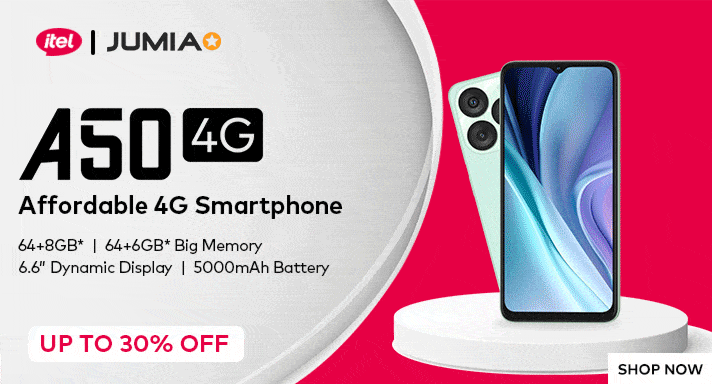 itel | JUMIA
A50 4G
Affordable 4G Smartphone
64+8GB* | 64+6GB* Big Memory
6.6" Dynamic Display | 5000mAh Battery
UP TO 30% OFF
SHOP NOW